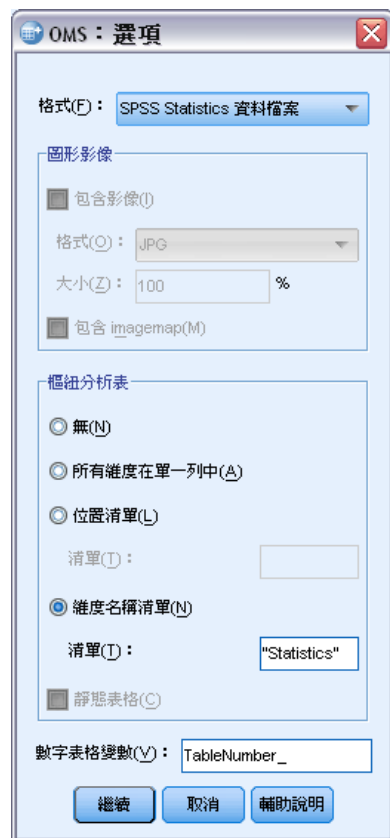 OMS：選項
格式(F)： SPSS Statistics 資料檔案
圖形影像
包含影像(I)
格式(O)： JPG
大小(Z)： 100 %
包含 imagemap(M)
樞紐分析表
無(N)
所有維度在單一列中(A)
位置清單(L)
清單(T)：
維度名稱清單(N)
清單(T)： "Statistics"
靜態表格(C)
數字表格變數(V)： TableNumber_
繼續 取消 輔助說明